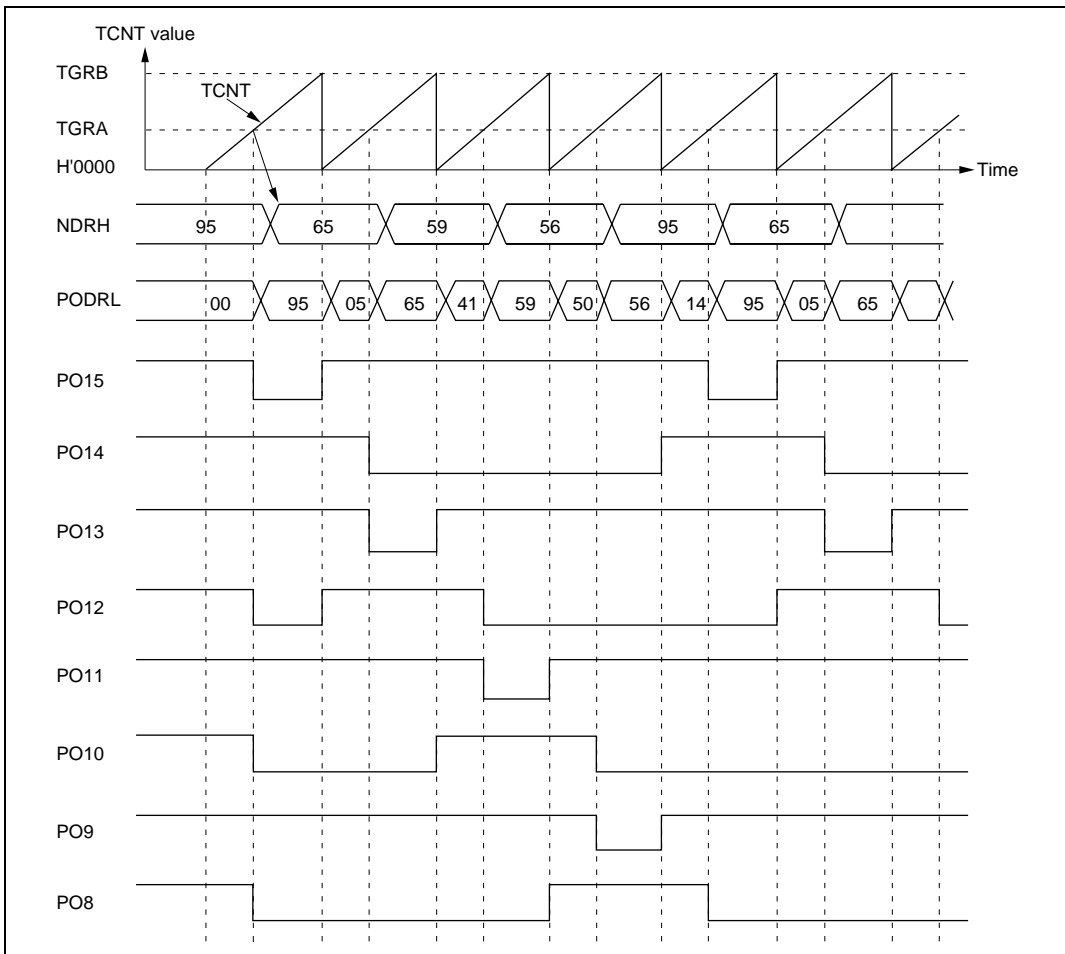 TCNT value
TGRB
TCNT
TGRA
H'0000
Time
NDRH 95 65 59 56 95 65
PODRL 00 95 05 65 41 59 50 56 14 95 05 65
PO15
PO14
PO13
PO12
PO11
PO10
PO9
PO8